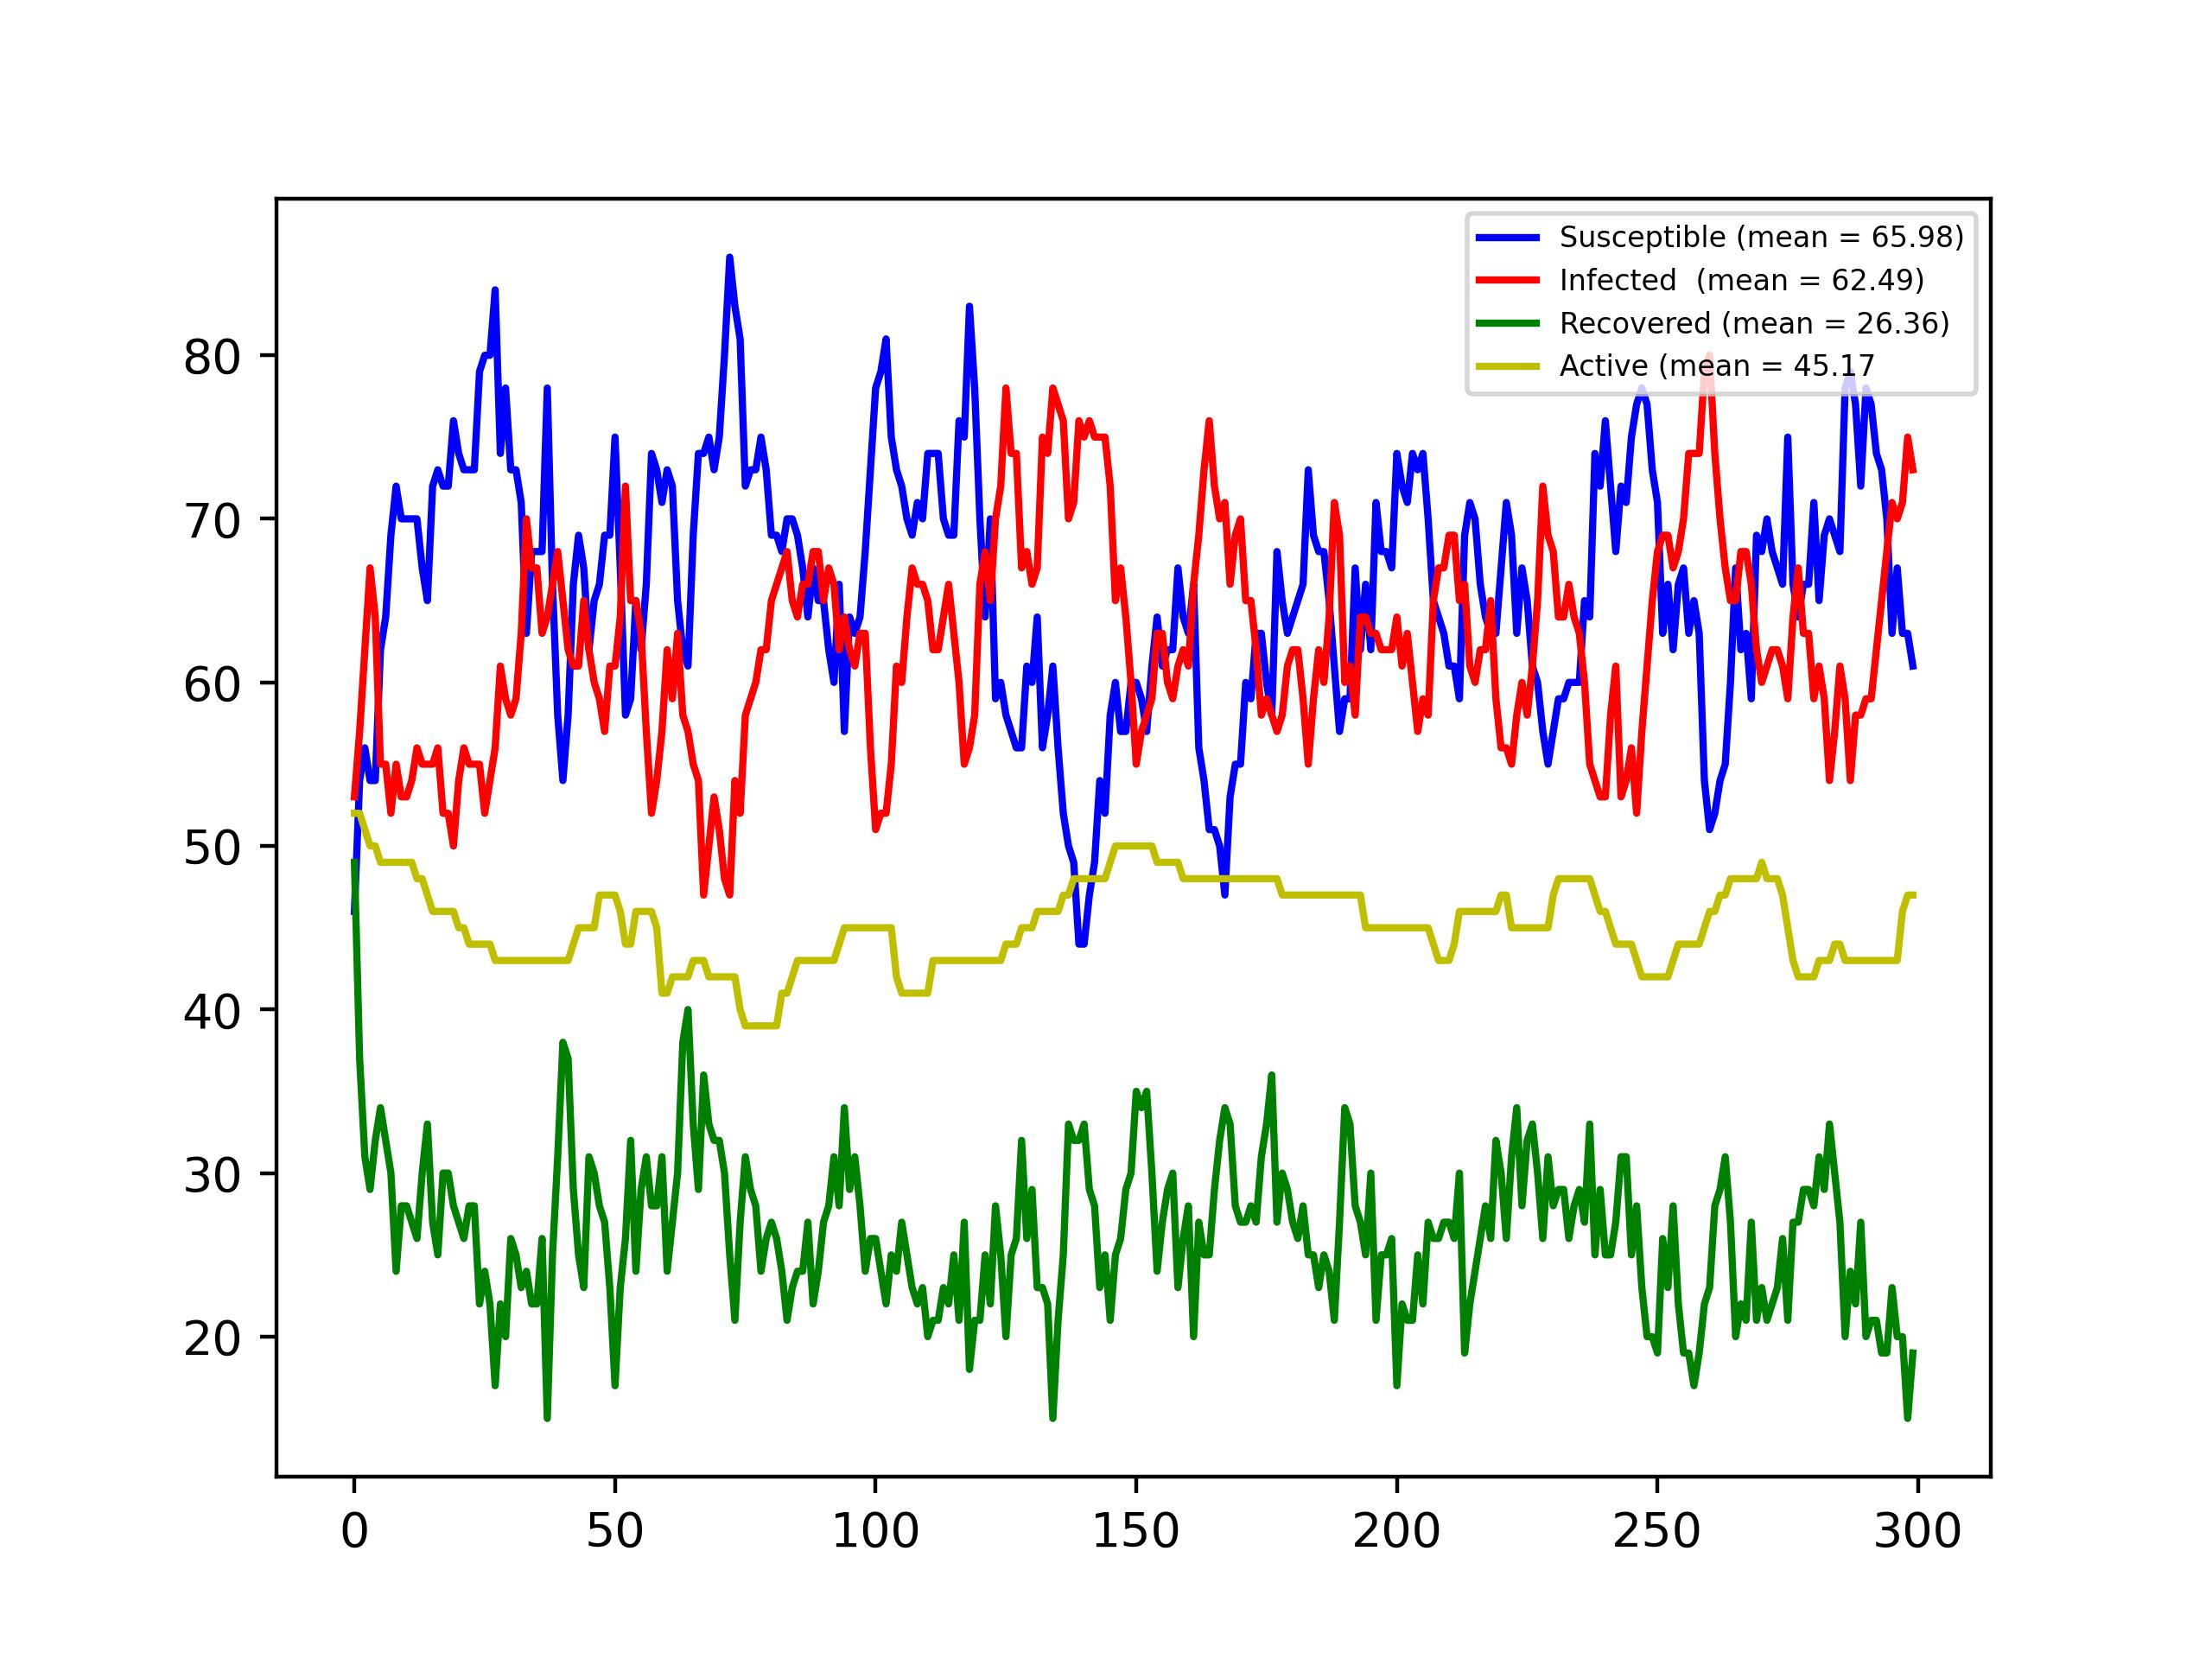 Susceptible (mean = 65.98)
Infected  (mean = 62.49)
Recovered (mean = 26.36)
Active (mean = 45.17
80
70
60
50
40
30
20
0 50 100 150 200 250 300